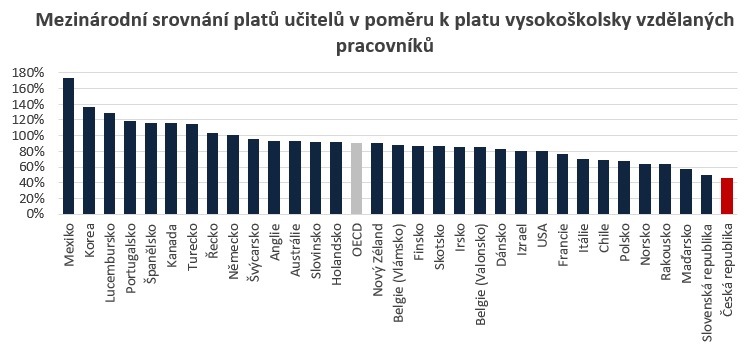 Mezinárodní srovnání platů učitelů v poměru k platu vysokoškolsky vzdělaných
pracovníků
180%
160%
140%
120%
100%
80%
60%
40%
20%
0%
Mexiko
Korea
Lucembursko
Portugalsko
Španělsko
Kanada
Turecko
Řecko
Německo
Švýcarsko
Anglie
Austrálie
Slovinsko
Holandsko
OECD
Nový Zéland
Belgie (Vlámsko)
Finsko
Skotsko
Irsko
Belgie (Valonsko)
Dánsko
Izrael
USA
Francie
Itálie
Chile
Polsko
Norsko
Rakousko
Maďarsko
Slovenská republika
Česká republika